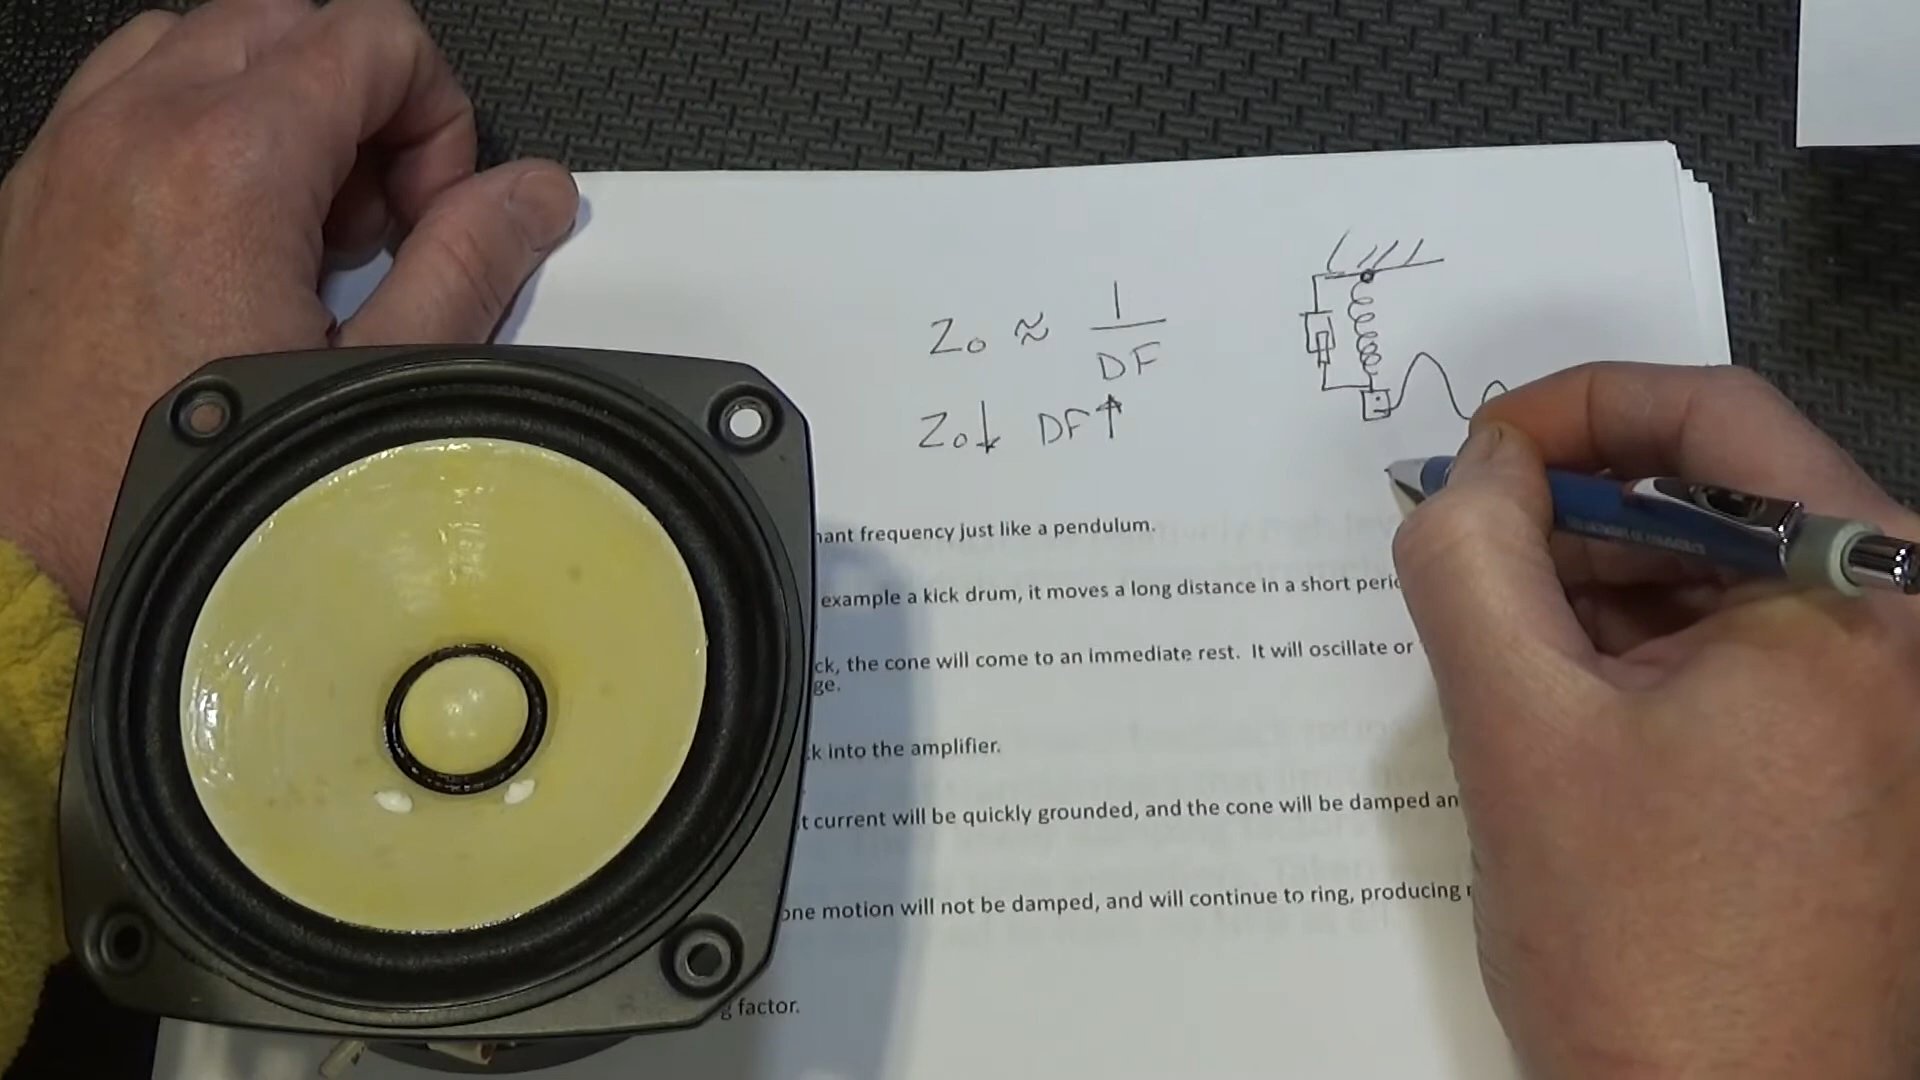 Zo ≈ 1/DF
Zo↓ DF↑
nant frequency just like a pendulum.
example a kick drum, it moves a long distance in a short perio
ck, the cone will come to an immediate rest. It will oscillate or
ge.
k into the amplifier.
t current will be quickly grounded, and the cone will be damped an
one motion will not be damped, and will continue to ring, producing
g factor.